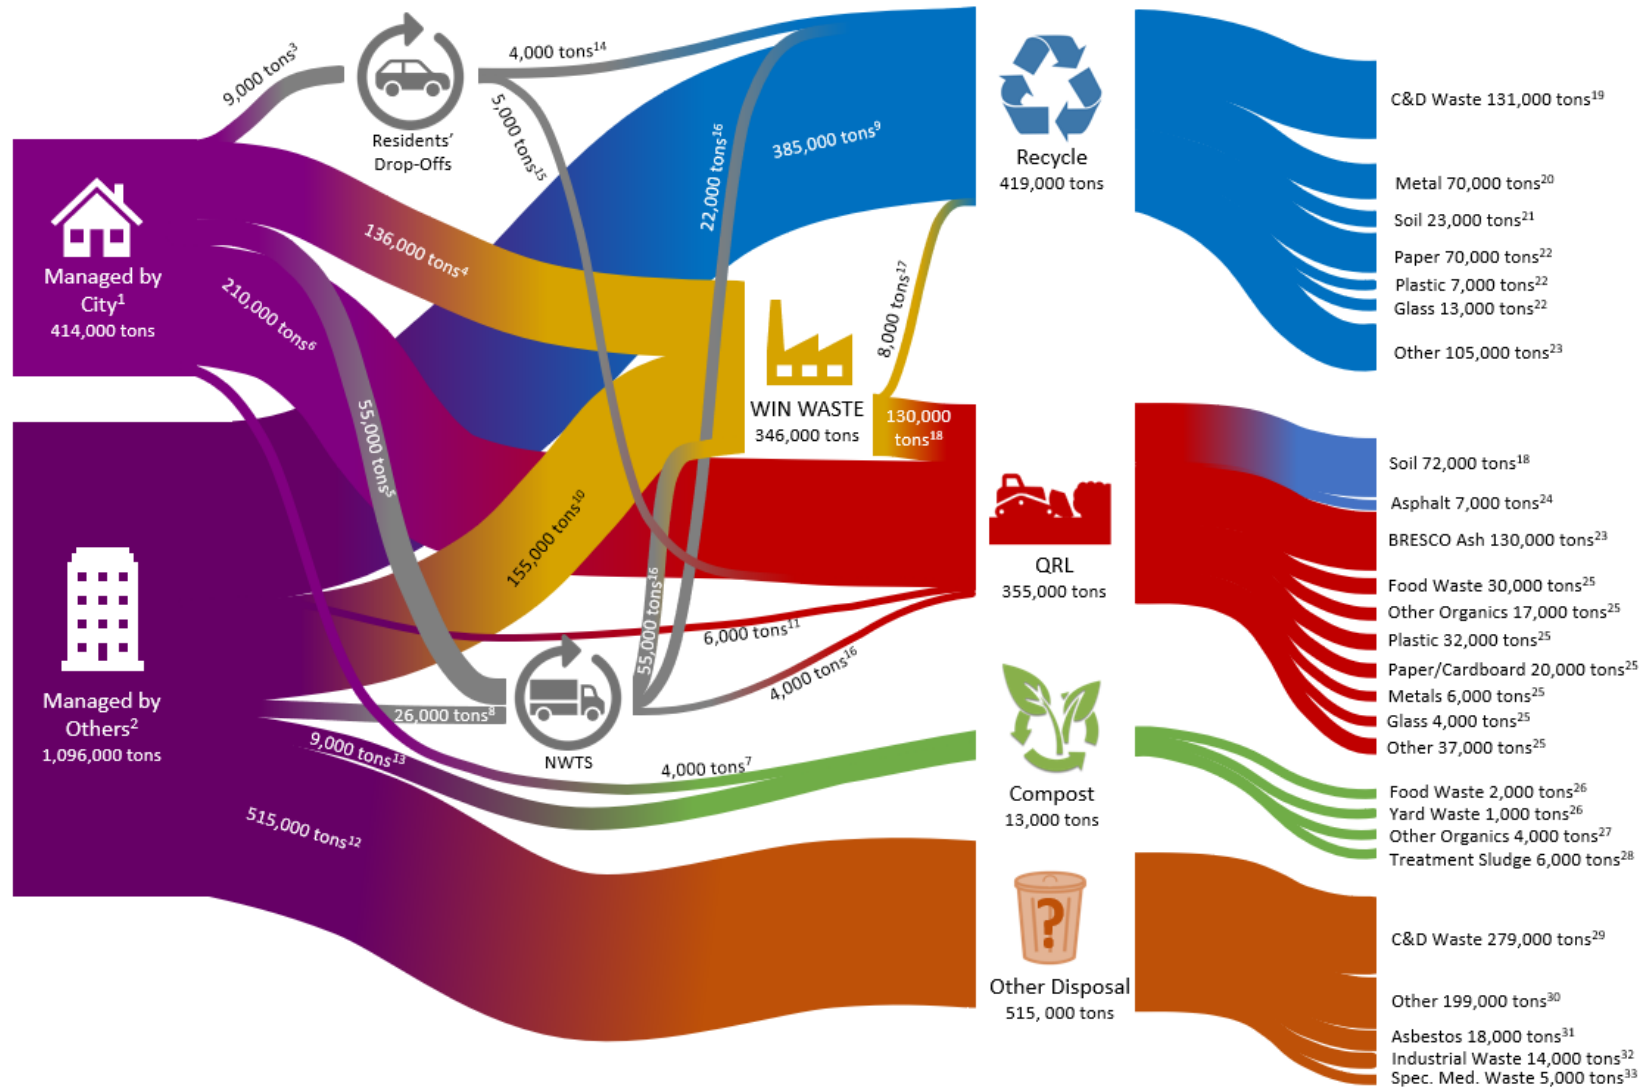 9,000 tons³
Residents’
Drop-Offs
4,000 tons¹⁴
5,000 tons¹⁵
Managed by
City¹
414,000 tons
136,000 tons⁴
210,000 tons⁶
55,000 tons⁵
22,000 tons¹⁶
385,000 tons⁹
Recycle
419,000 tons
8,000 tons¹⁷
WIN WASTE
346,000 tons
130,000
tons¹⁸
155,000 tons¹⁰
Managed by
Others²
1,096,000 tons
6,000 tons¹¹
55,000 tons¹⁶
4,000 tons¹⁶
26,000 tons⁸
NWTS
9,000 tons¹³
4,000 tons⁷
515,000 tons¹²
QRL
355,000 tons
Compost
13,000 tons
Other Disposal
515, 000 tons
C&D Waste 131,000 tons¹⁹
Metal 70,000 tons²⁰
Soil 23,000 tons²¹
Paper 70,000 tons²²
Plastic 7,000 tons²²
Glass 13,000 tons²²
Other 105,000 tons²³
Soil 72,000 tons¹⁸
Asphalt 7,000 tons²⁴
BRESCO Ash 130,000 tons²³
Food Waste 30,000 tons²⁵
Other Organics 17,000 tons²⁵
Plastic 32,000 tons²⁵
Paper/Cardboard 20,000 tons²⁵
Metals 6,000 tons²⁵
Glass 4,000 tons²⁵
Other 37,000 tons²⁵
Food Waste 2,000 tons²⁶
Yard Waste 1,000 tons²⁶
Other Organics 4,000 tons²⁷
Treatment Sludge 6,000 tons²⁸
C&D Waste 279,000 tons²⁹
Other 199,000 tons³⁰
Asbestos 18,000 tons³¹
Industrial Waste 14,000 tons³²
Spec. Med. Waste 5,000 tons³³
?